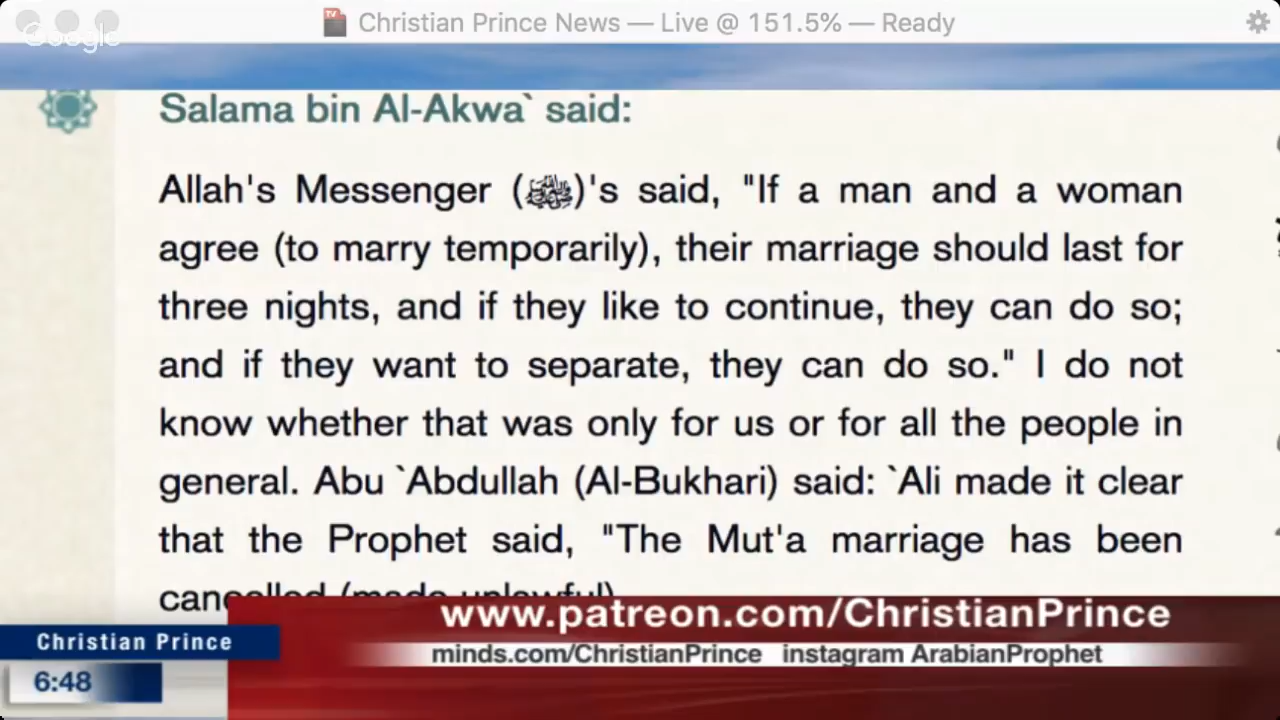 Google
Christian Prince News — Live @ 151.5% — Ready
Salama bin Al-Akwa` said:
Allah's Messenger (ﷺ)'s said, "If a man and a woman
agree (to marry temporarily), their marriage should last for
three nights, and if they like to continue, they can do so;
and if they want to separate, they can do so." I do not
know whether that was only for us or for all the people in
general. Abu `Abdullah (Al-Bukhari) said: `Ali made it clear
that the Prophet said, "The Mut'a marriage has been
cancelled (made unlawful).
www.patreon.com/ChristianPrince
Christian Prince
minds.com/ChristianPrince instagram ArabianProphet
6:48